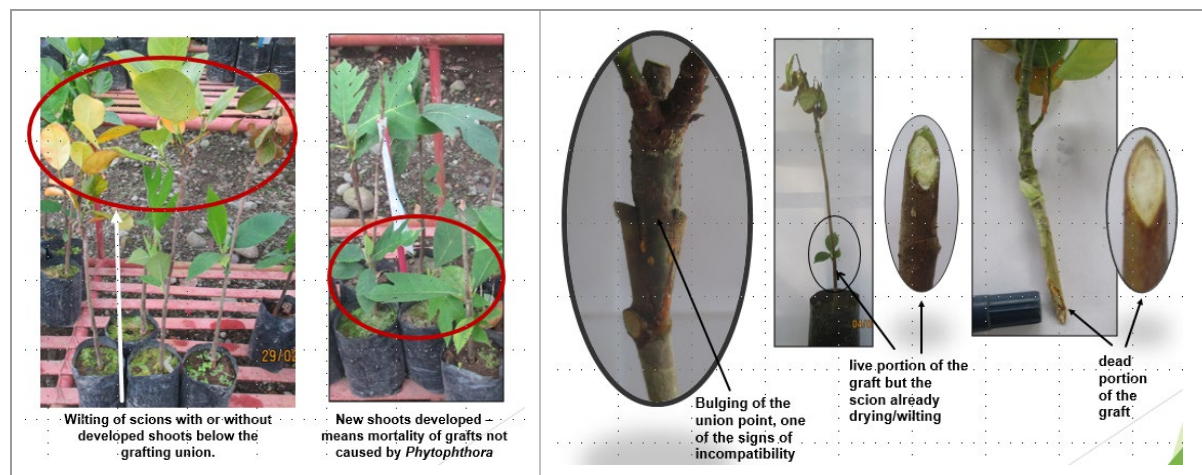 29/02
Wilting of scions with or without
developed shoots below the
grafting union.
New shoots developed –
means mortality of grafts not
caused by Phytophthora
Bulging of the
union point, one
of the signs of
incompatibility
live portion of the
graft but the
scion already
drying/wilting
dead
portion
of the
graft